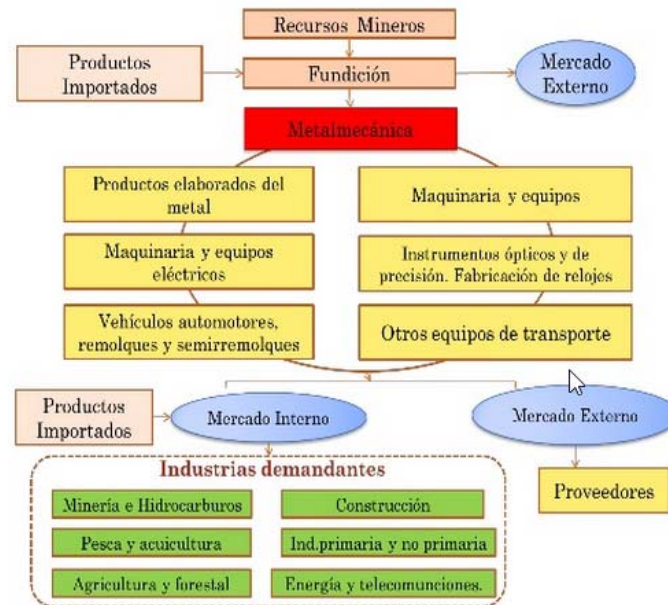 Recursos Mineros
Productos
Importados
Fundición
Mercado
Externo
Metalmecánica
Productos elaborados del
metal
Maquinaria y equipos
Maquinaria y equipos
eléctricos
Instrumentos ópticos y de
precisión. Fabricación de relojes
Vehículos automotores,
remolques y semirremolques
Otros equipos de transporte
Productos
Importados
Mercado Interno
Mercado Externo
Industrias demandantes
Proveedores
Minería e Hidrocarburos
Construcción
Pesca y acuicultura
Ind.primaria y no primaria
Agricultura y forestal
Energía y telecomunciones.